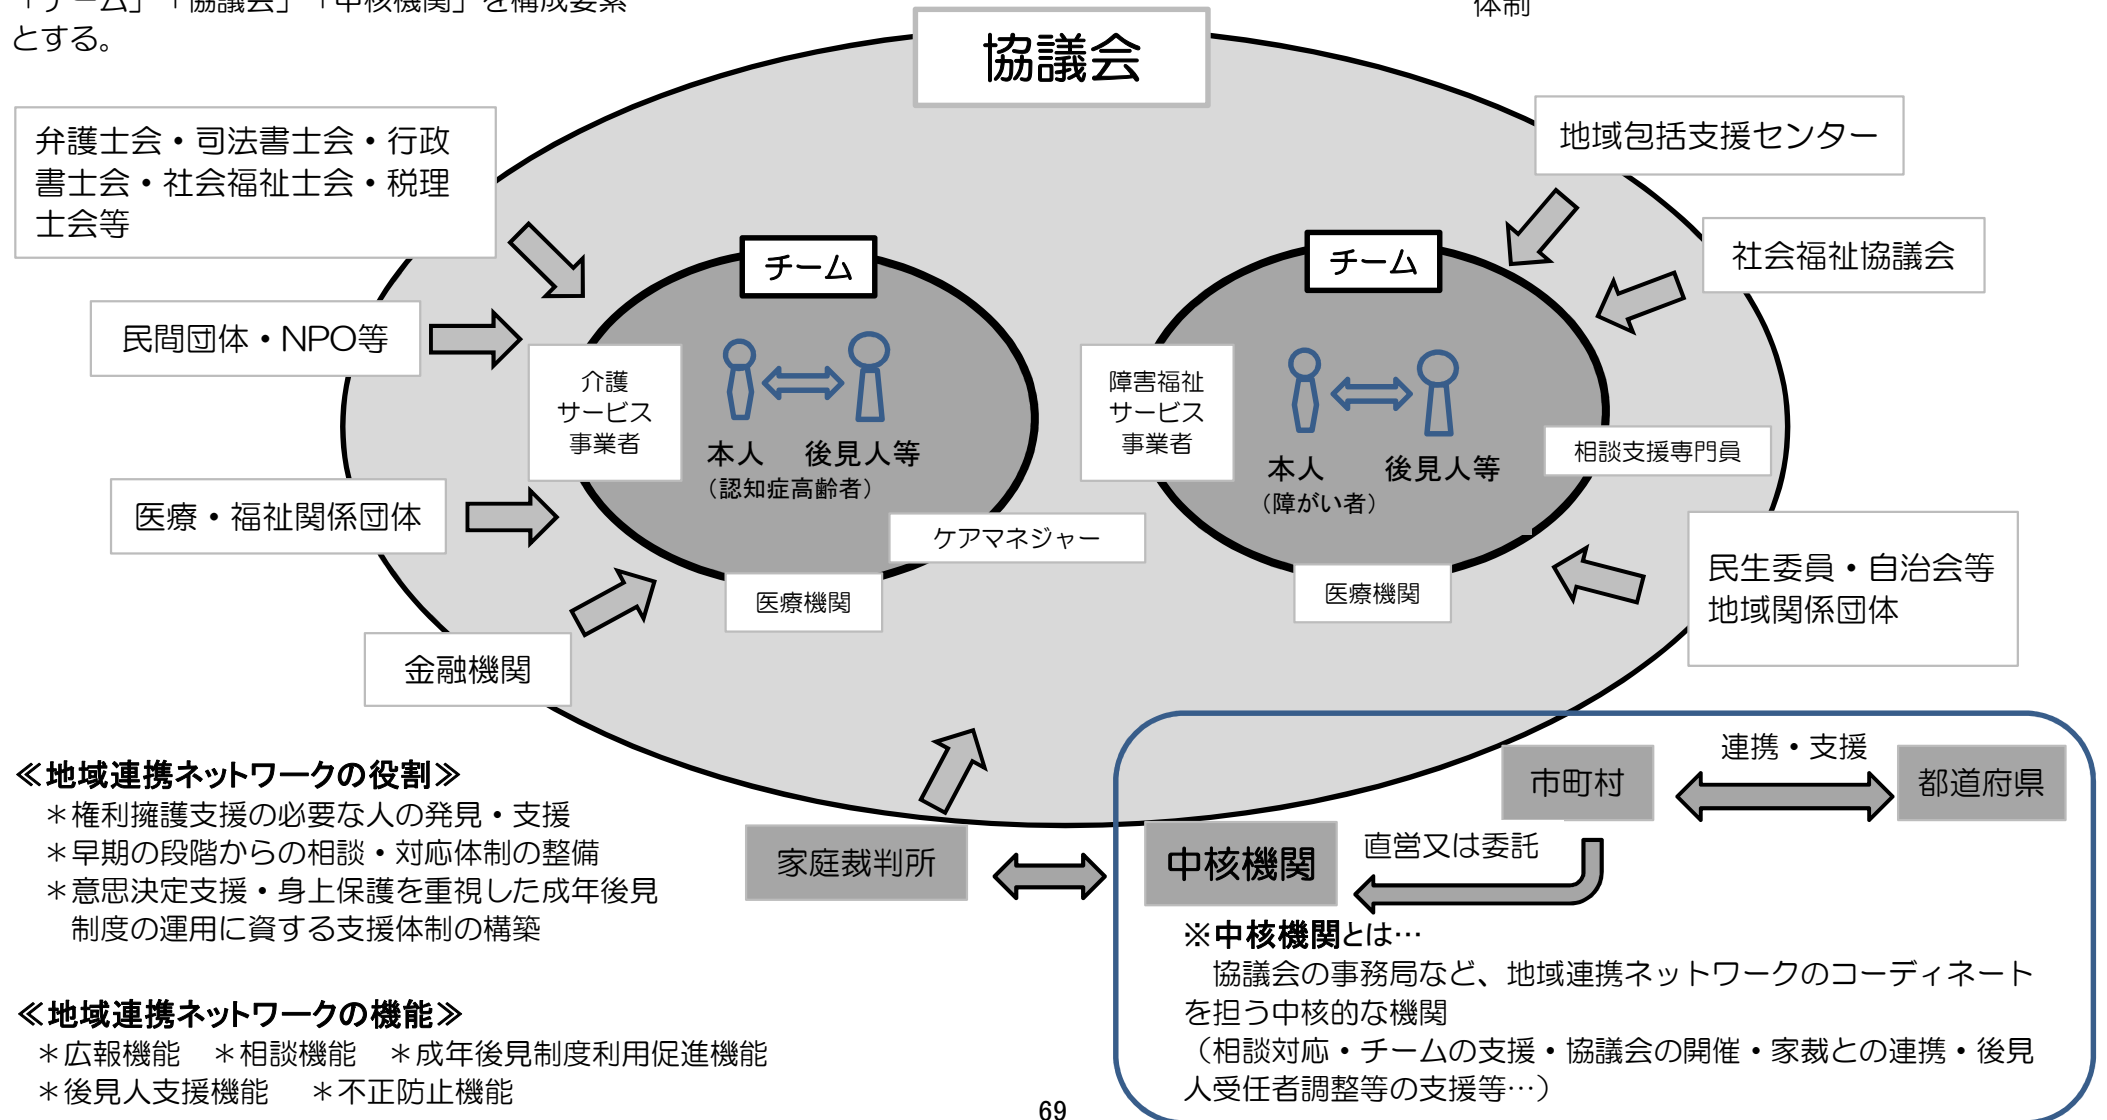 「チーム」「協議会」「中核機関」を構成要素
とする。
体制
協議会
弁護士会・司法書士会・行政
書士会・社会福祉士会・税理
士会等
地域包括支援センター
社会福祉協議会
民間団体・NPO等
チーム
チーム
介護
サービス
事業者
本人　後見人等
（認知症高齢者）
障害福祉
サービス
事業者
本人　後見人等
（障がい者）
相談支援専門員
医療・福祉関係団体
ケアマネジャー
医療機関
医療機関
民生委員・自治会等
地域関係団体
金融機関
≪地域連携ネットワークの役割≫
＊権利擁護支援の必要な人の発見・支援
＊早期の段階からの相談・対応体制の整備
＊意思決定支援・身上保護を重視した成年後見
制度の運用に資する支援体制の構築
≪地域連携ネットワークの機能≫
＊広報機能　＊相談機能　＊成年後見制度利用促進機能
＊後見人支援機能　＊不正防止機能
家庭裁判所
中核機関
直営又は委託
市町村
連携・支援
都道府県
※中核機関とは…
協議会の事務局など、地域連携ネットワークのコーディネート
を担う中核的な機関
（相談対応・チームの支援・協議会の開催・家裁との連携・後見
人受任者調整等の支援等…）
69